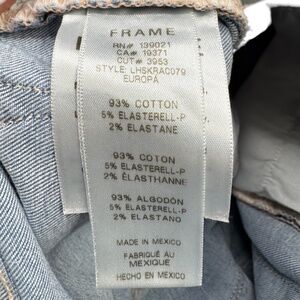 FRAME
RN# 139021
CA# 19371
CUT# 3953
STYLE: LHSKRAC079
EUROPA
93% COTTON
5% ELASTERELL-P
2% ELASTANE
93% COTON
5% ELASTERELL-P
2% ÉLASTHANNE
93% ALGODÓN
5% ELASTERELL-P
2% ELASTANO
MADE IN MEXICO
FABRIQUÉ AU
MEXIQUE
HECHO EN MEXICO